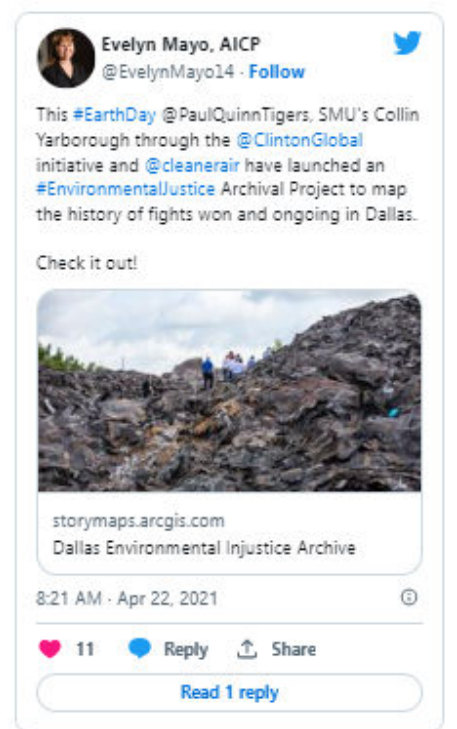 Evelyn Mayo, AICP
@EvelynMayo14 · Follow
This #EarthDay @PaulQuinnTigers, SMU's Collin
Yarborough through the @ClintonGlobal
initiative and @cleanerair have launched an
#EnvironmentalJustice Archival Project to map
the history of fights won and ongoing in Dallas.
Check it out!
storymaps.arcgis.com
Dallas Environmental Injustice Archive
8:21 AM · Apr 22, 2021
11 Reply Share
Read 1 reply